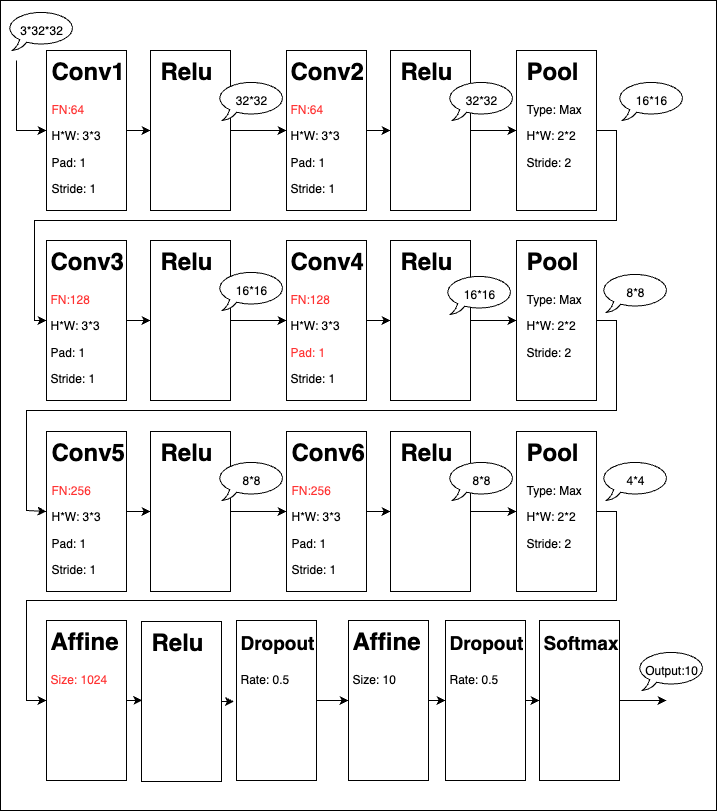 3*32*32
Conv1
FN:64
H*W: 3*3
Pad: 1
Stride: 1
Relu
32*32
Conv2
FN:64
H*W: 3*3
Pad: 1
Stride: 1
Relu
32*32
Pool
Type: Max
H*W: 2*2
Stride: 2
16*16
Conv3
FN:128
H*W: 3*3
Pad: 1
Stride: 1
Relu
16*16
Conv4
FN:128
H*W: 3*3
Pad: 1
Stride: 1
Relu
16*16
Pool
Type: Max
H*W: 2*2
Stride: 2
8*8
Conv5
FN:256
H*W: 3*3
Pad: 1
Stride: 1
Relu
8*8
Conv6
FN:256
H*W: 3*3
Pad: 1
Stride: 1
Relu
8*8
Pool
Type: Max
H*W: 2*2
Stride: 2
4*4
Affine
Size: 1024
Relu
Dropout
Rate: 0.5
Affine
Size: 10
Dropout
Rate: 0.5
Softmax
Output:10